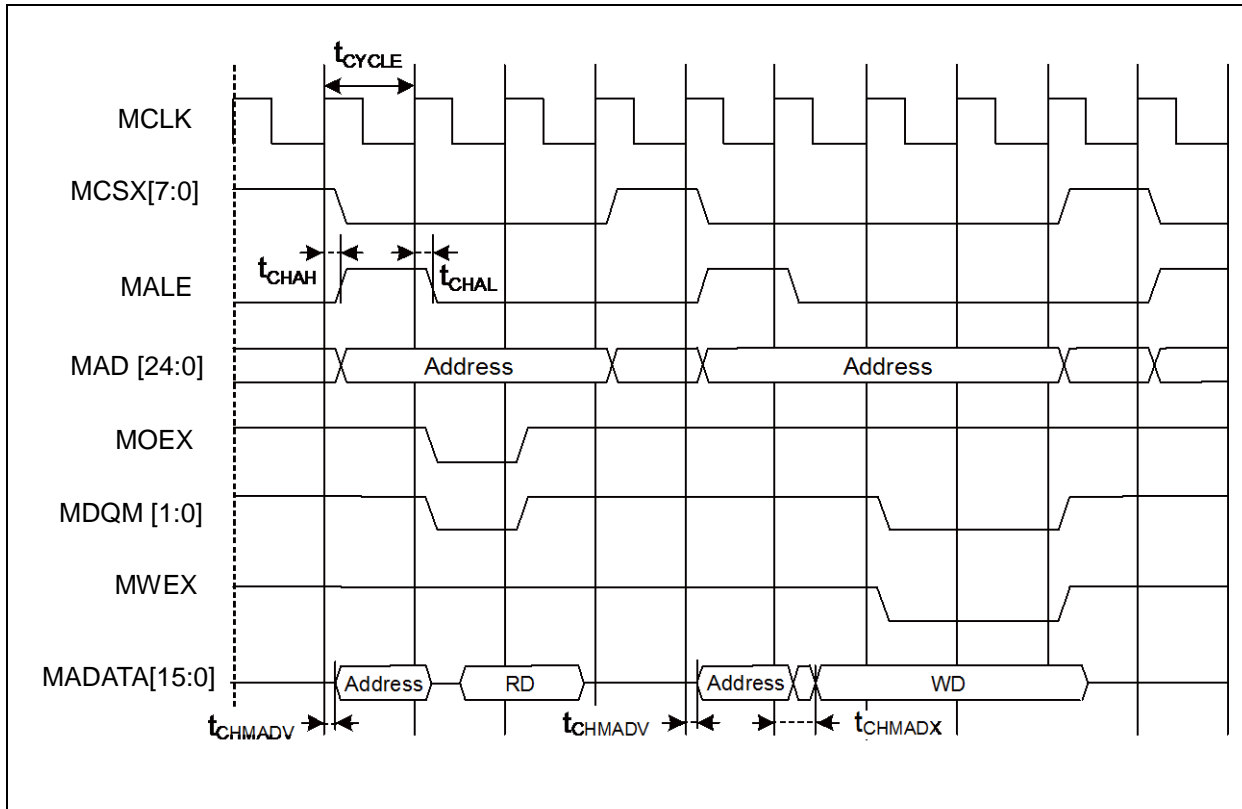 tCYCLE
MCLK
MCSX[7:0]
tCHAH
tCHAL
MALE
MAD [24:0]
Address
Address
MOEX
MDQM [1:0]
MWEX
MADATA[15:0]
Address
RD
Address
WD
tCHMADV
tCHMADV
tCHMADX